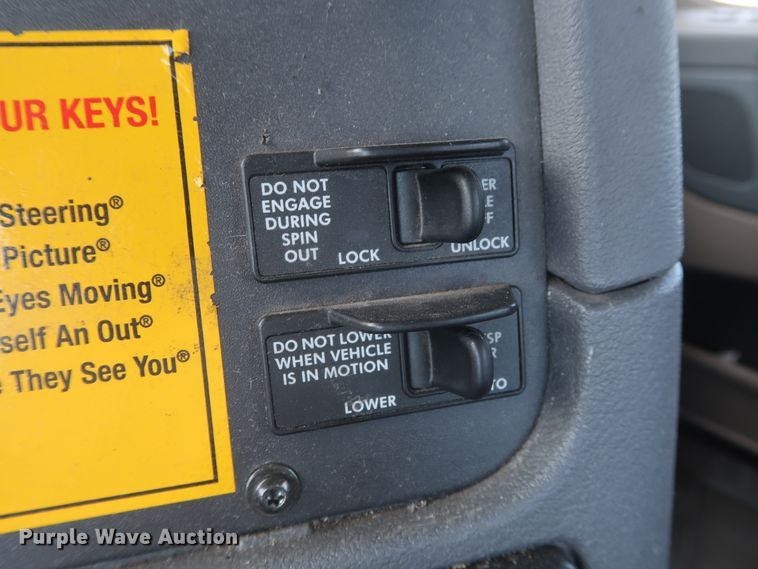 UR KEYS!
Steering®
Picture®
Eyes Moving®
self An Out®
They See You®
DO NOT
ENGAGE
DURING
SPIN
OUT
LOCK
UNLOCK
DO NOT LOWER
WHEN VEHICLE
IS IN MOTION
LOWER
Purple Wave Auction®